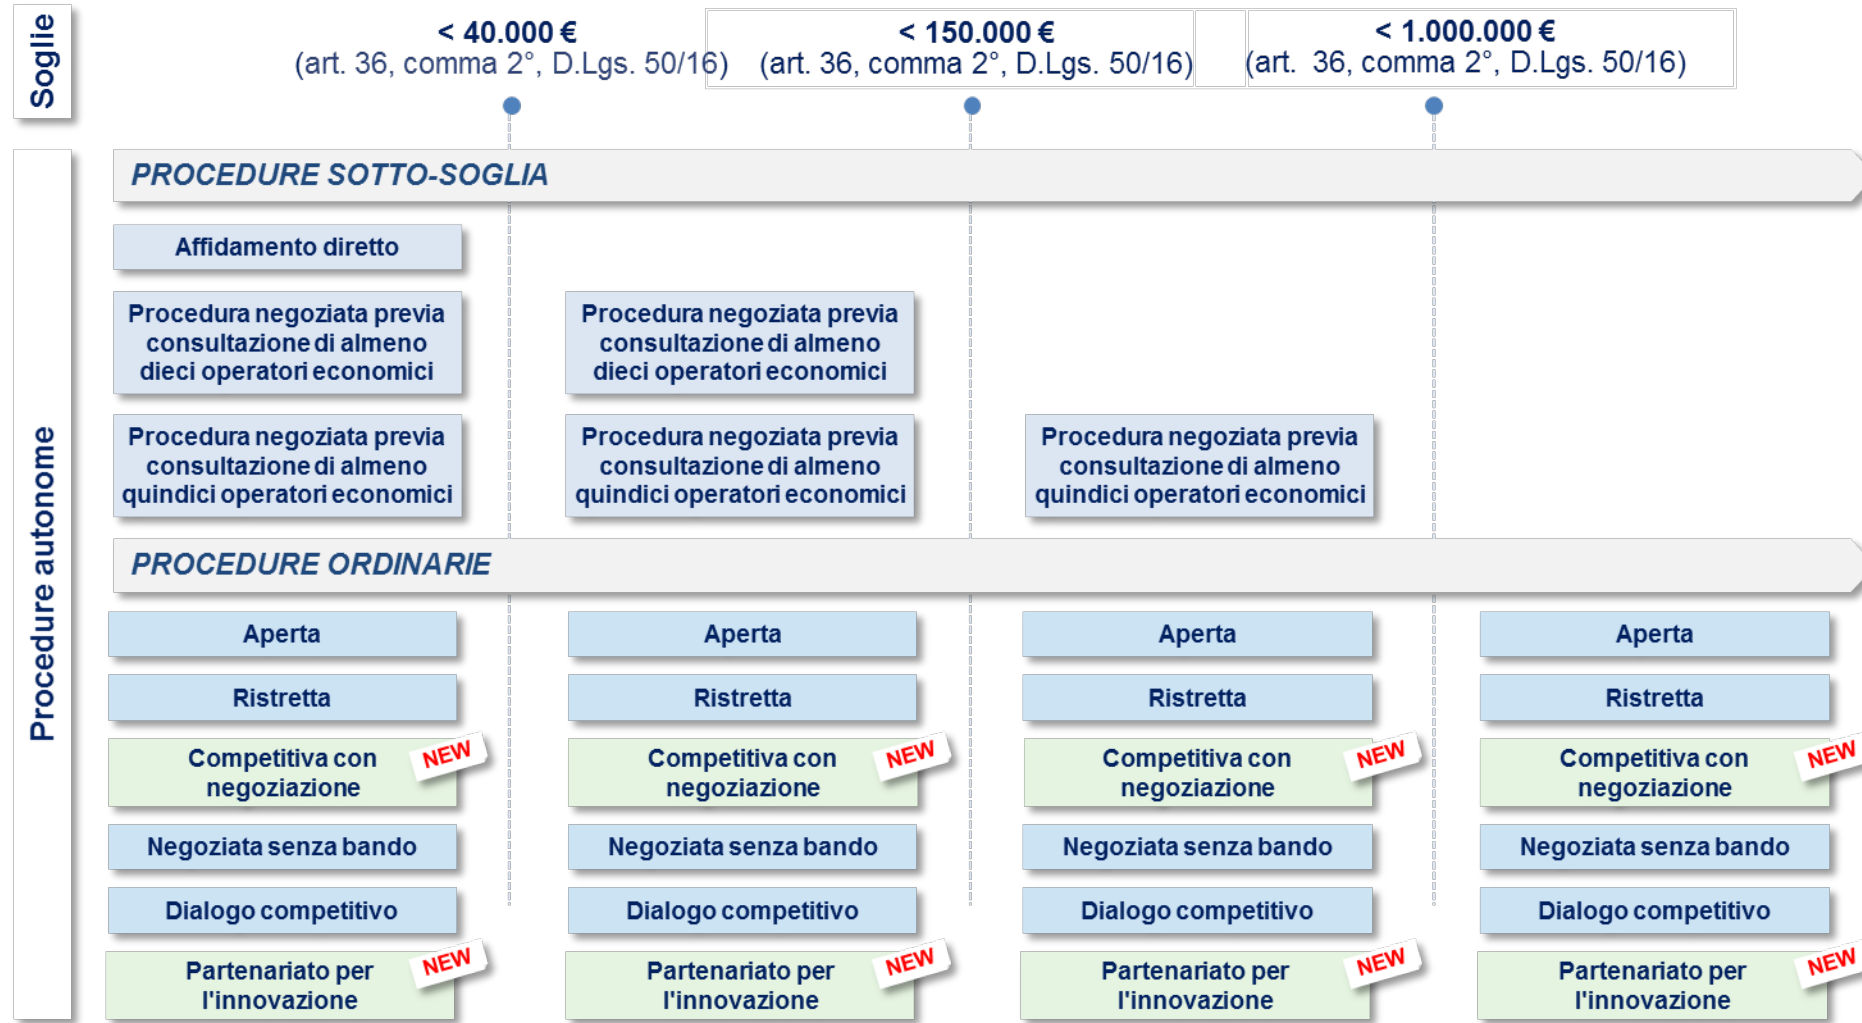 Soglie
< 40.000 €
(art. 36, comma 2°, D.Lgs. 50/16)
< 150.000 €
(art. 36, comma 2°, D.Lgs. 50/16)
< 1.000.000 €
(art. 36, comma 2°, D.Lgs. 50/16)
Procedure autonome
PROCEDURE SOTTO-SOGLIA
Affidamento diretto
Procedura negoziata previa
consultazione di almeno
dieci operatori economici
Procedura negoziata previa
consultazione di almeno
dieci operatori economici
Procedura negoziata previa
consultazione di almeno
quindici operatori economici
Procedura negoziata previa
consultazione di almeno
quindici operatori economici
Procedura negoziata previa
consultazione di almeno
quindici operatori economici
PROCEDURE ORDINARIE
Aperta
Aperta
Aperta
Aperta
Ristretta
Ristretta
Ristretta
Ristretta
Competitiva con
negoziazione
NEW
Competitiva con
negoziazione
NEW
Competitiva con
negoziazione
NEW
Competitiva con
negoziazione
NEW
Negoziata senza bando
Negoziata senza bando
Negoziata senza bando
Negoziata senza bando
Dialogo competitivo
Dialogo competitivo
Dialogo competitivo
Dialogo competitivo
Partenariato per
l'innovazione
NEW
Partenariato per
l'innovazione
NEW
Partenariato per
l'innovazione
NEW
Partenariato per
l'innovazione
NEW